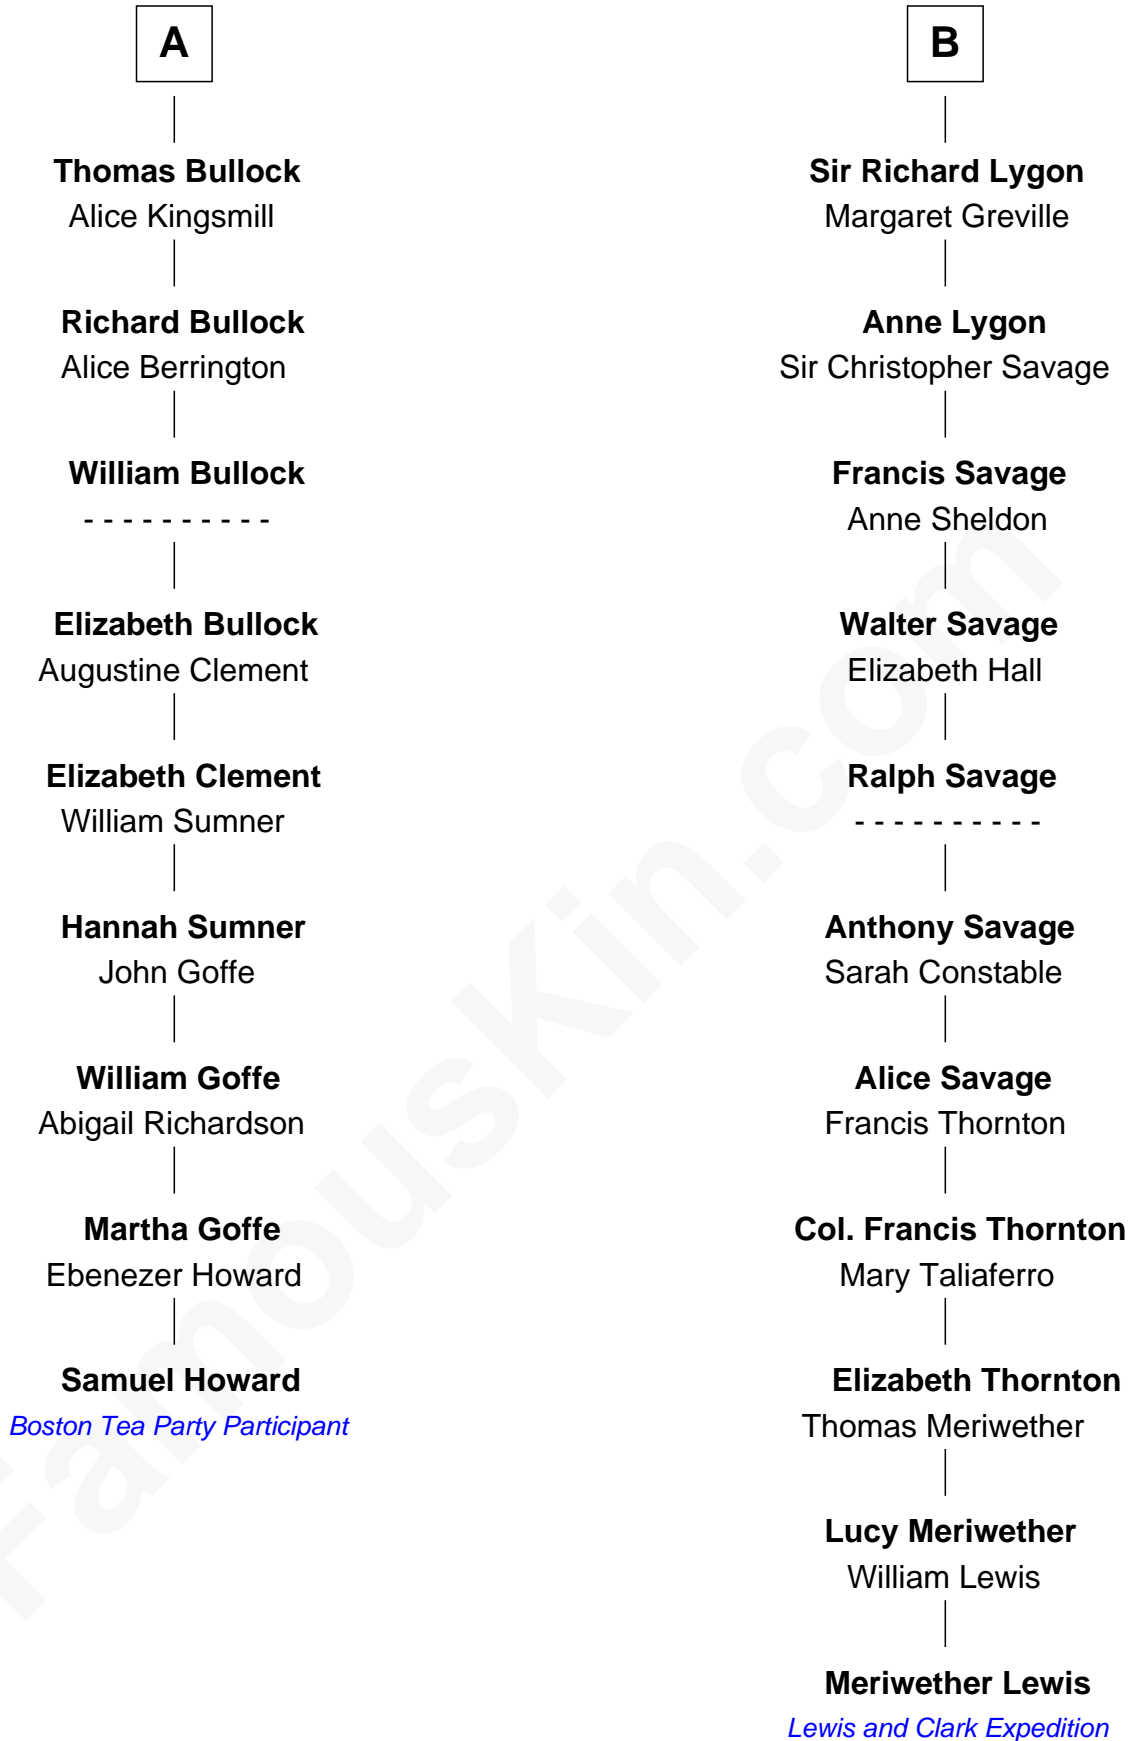 A
Thomas Bullock
Alice Kingsmill
Richard Bullock
Alice Berrington
William Bullock
- - - - - - - - - -
Elizabeth Bullock
Augustine Clement
Elizabeth Clement
William Sumner
Hannah Sumner
John Goffe
William Goffe
Abigail Richardson
Martha Goffe
Ebenezer Howard
Samuel Howard
Boston Tea Party Participant
B
Sir Richard Lygon
Margaret Greville
Anne Lygon
Sir Christopher Savage
Francis Savage
Anne Sheldon
Walter Savage
Elizabeth Hall
Ralph Savage
- - - - - - - - - -
Anthony Savage
Sarah Constable
Alice Savage
Francis Thornton
Col. Francis Thornton
Mary Taliaferro
Elizabeth Thornton
Thomas Meriwether
Lucy Meriwether
William Lewis
Meriwether Lewis
Lewis and Clark Expedition
FamousKin.com